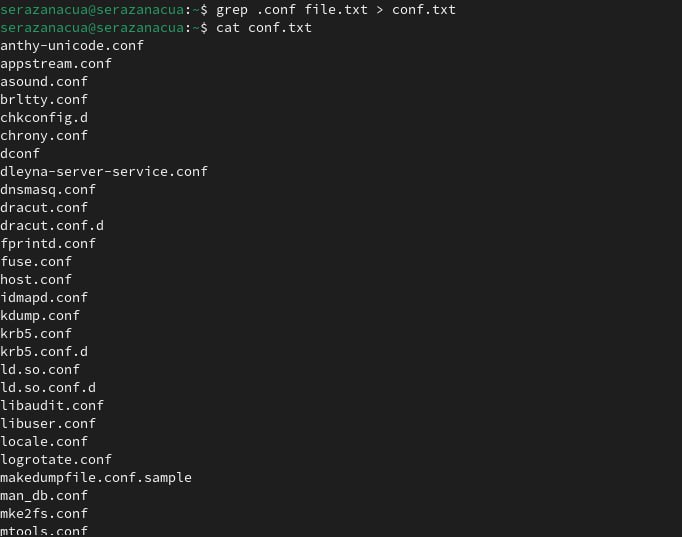 serazanacua@serazanacua:~$ grep .conf file.txt > conf.txt
serazanacua@serazanacua:~$ cat conf.txt
anthy-unicode.conf
appstream.conf
asound.conf
brltty.conf
chkconfig.d
chrony.conf
dconf
dleyna-server-service.conf
dnsmasq.conf
dracut.conf
dracut.conf.d
fprintd.conf
fuse.conf
host.conf
idmapd.conf
kdump.conf
krb5.conf
krb5.conf.d
ld.so.conf
ld.so.conf.d
libaudit.conf
libuser.conf
locale.conf
logrotate.conf
makedumpfile.conf.sample
man_db.conf
mke2fs.conf
mtools.conf